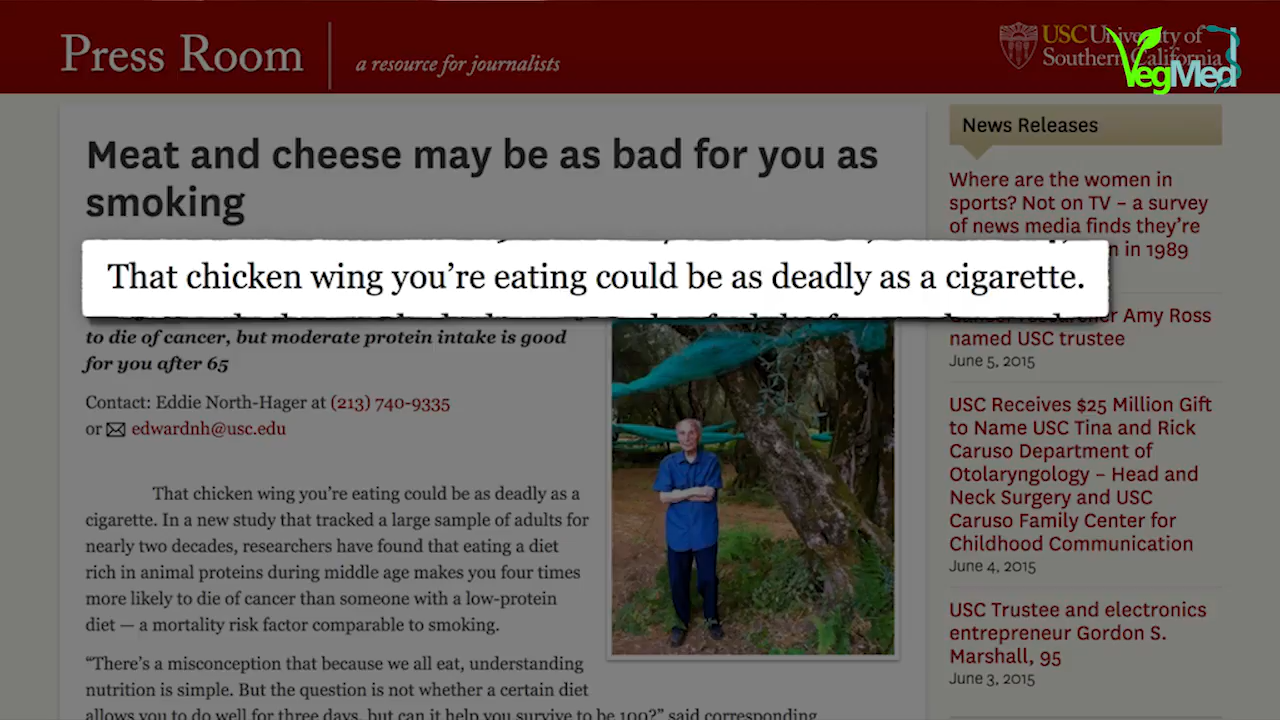 Press Room
a resource for journalists
USC University of
Southern California
VegMed
Meat and cheese may be as bad for you as
smoking
That chicken wing you're eating could be as deadly as a cigarette.
to die of cancer, but moderate protein intake is good
for you after 65
Contact: Eddie North-Hager at (213) 740-9335
or edwardnh@usc.edu
That chicken wing you're eating could be as deadly as a
cigarette. In a new study that tracked a large sample of adults for
nearly two decades, researchers have found that eating a diet
rich in animal proteins during middle age makes you four times
more likely to die of cancer than someone with a low-protein
diet — a mortality risk factor comparable to smoking.
“There's a misconception that because we all eat, understanding
nutrition is simple. But the question is not whether a certain diet
allows you to do well for three days, but can it help you survive to be 100?” said corresponding
News Releases
Where are the women in
sports? Not on TV – a survey
of news media finds they're
in 1989
Amy Ross
named USC trustee
June 5, 2015
USC Receives $25 Million Gift
to Name USC Tina and Rick
Caruso Department of
Otolaryngology – Head and
Neck Surgery and USC
Caruso Family Center for
Childhood Communication
June 4, 2015
USC Trustee and electronics
entrepreneur Gordon S.
Marshall, 95
June 3, 2015